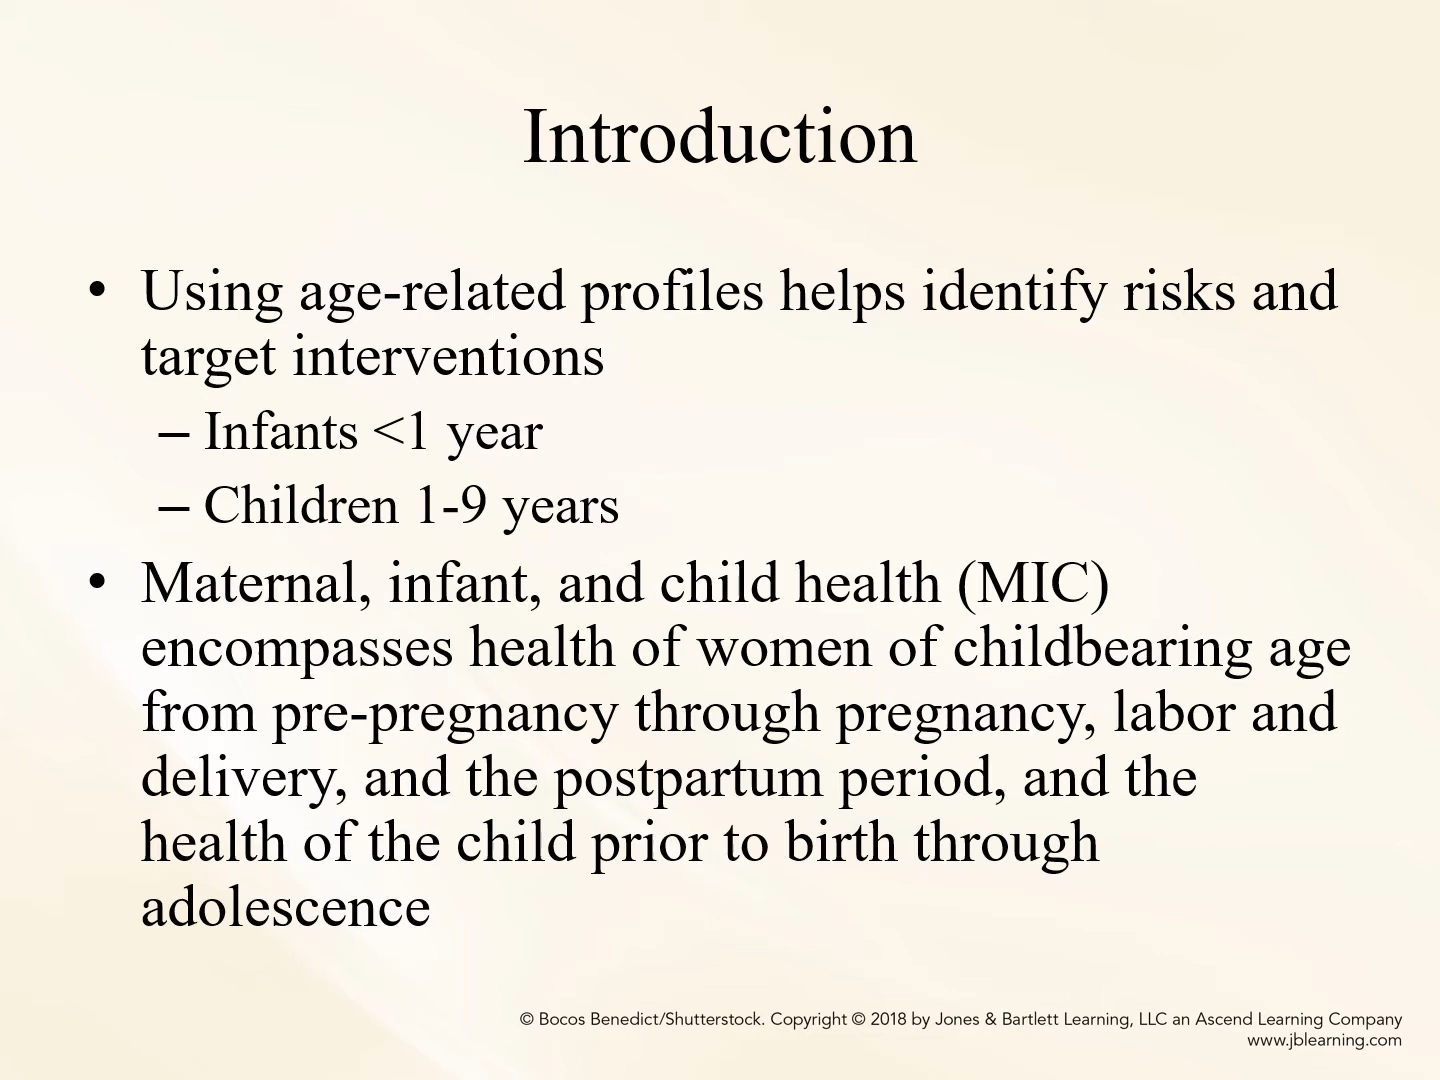 Introduction
• Using age-related profiles helps identify risks and
target interventions
– Infants <1 year
– Children 1-9 years
• Maternal, infant, and child health (MIC)
encompasses health of women of childbearing age
from pre-pregnancy through pregnancy, labor and
delivery, and the postpartum period, and the
health of the child prior to birth through
adolescence
© Bocos Benedict/Shutterstock. Copyright © 2018 by Jones & Bartlett Learning, LLC an Ascend Learning Company
www.jblearning.com